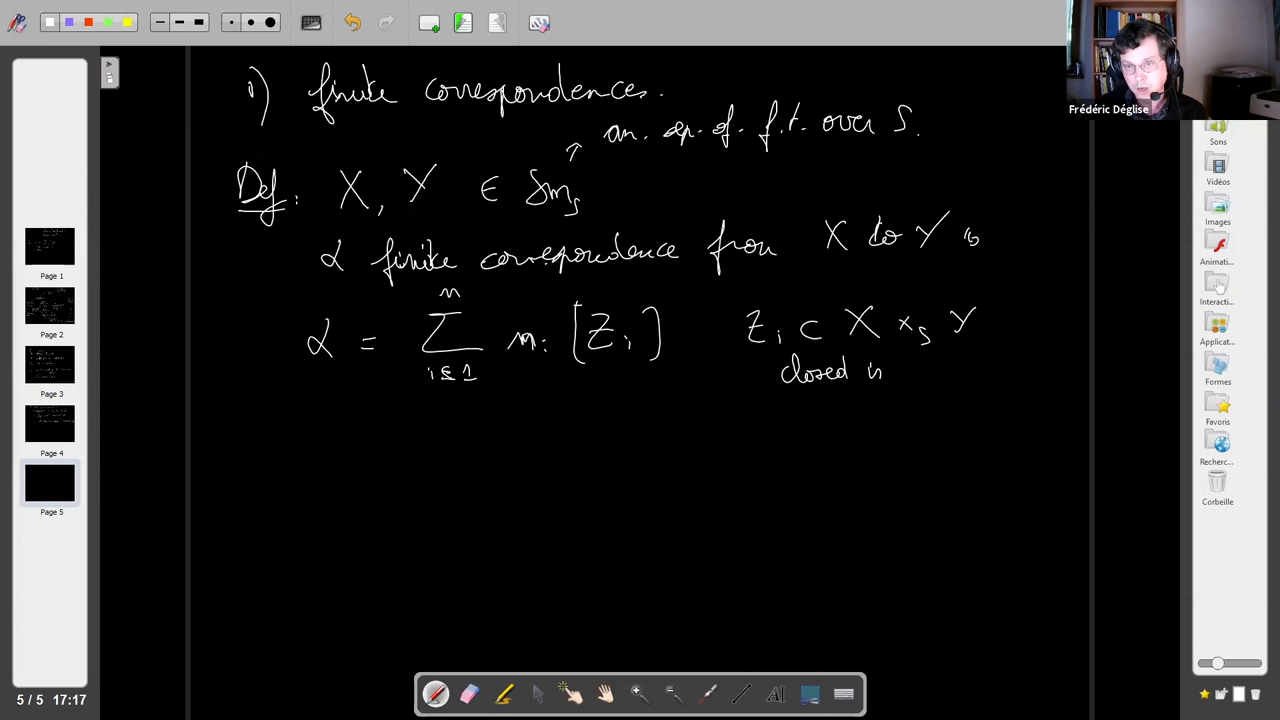 Frédéric Déglise
1) finite correspondences.
sm. sep. of. f.t. over S.
Def: X, Y ∈ Sm_S
α finite correspondence from X to Y is
α = Σ_{i=1}^{n} n_i [Z_i] Z_i ⊂ X ×_S Y
closed in
Page 1
Page 2
Page 3
Page 4
Page 5
Sons
Vidéos
Images
Animati...
Interacti...
Applicat...
Formes
Favoris
Recherc...
Corbeille
5 / 5 17:17
AI